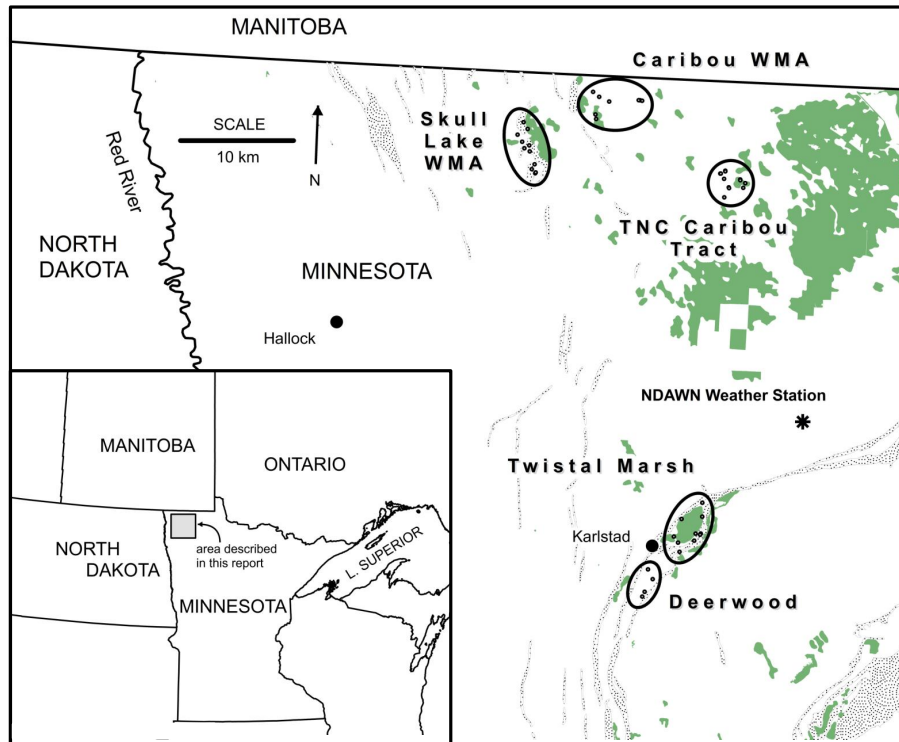 MANITOBA
Caribou WMA
SCALE
10 km
N
Red River
Skull
Lake
WMA
NORTH
DAKOTA
MINNESOTA
TNC Caribou
Tract
Hallock
NDAWN Weather Station
Twistal Marsh
Karlstad
Deerwood
MANITOBA
ONTARIO
NORTH
DAKOTA
area described
in this report
L. SUPERIOR
MINNESOTA